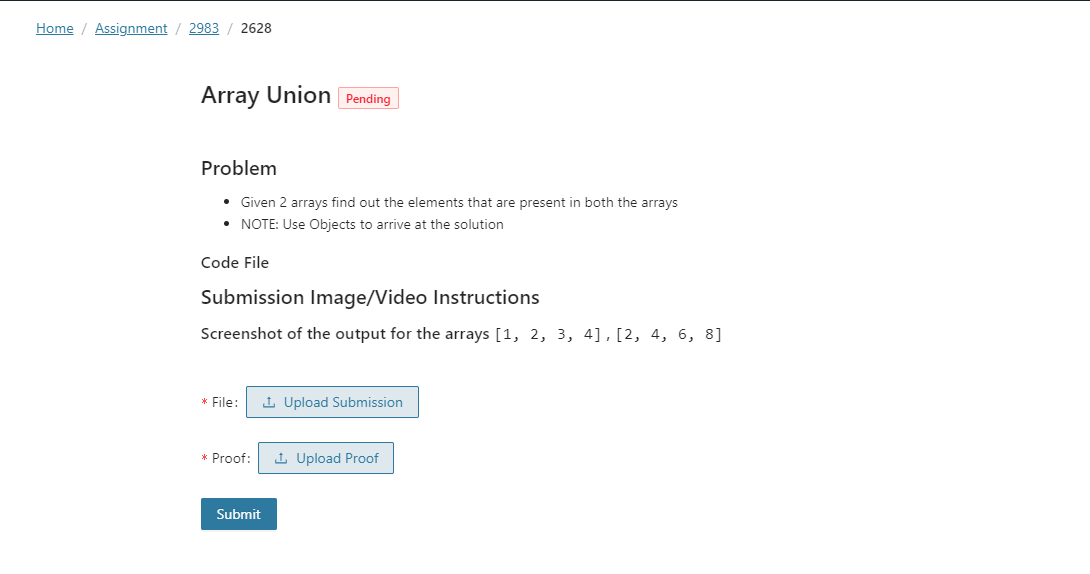 Home / Assignment / 2983 / 2628
Array Union Pending
Problem
• Given 2 arrays find out the elements that are present in both the arrays
• NOTE: Use Objects to arrive at the solution
Code File
Submission Image/Video Instructions
Screenshot of the output for the arrays [1, 2, 3, 4],[2, 4, 6, 8]
* File: Upload Submission
* Proof: Upload Proof
Submit